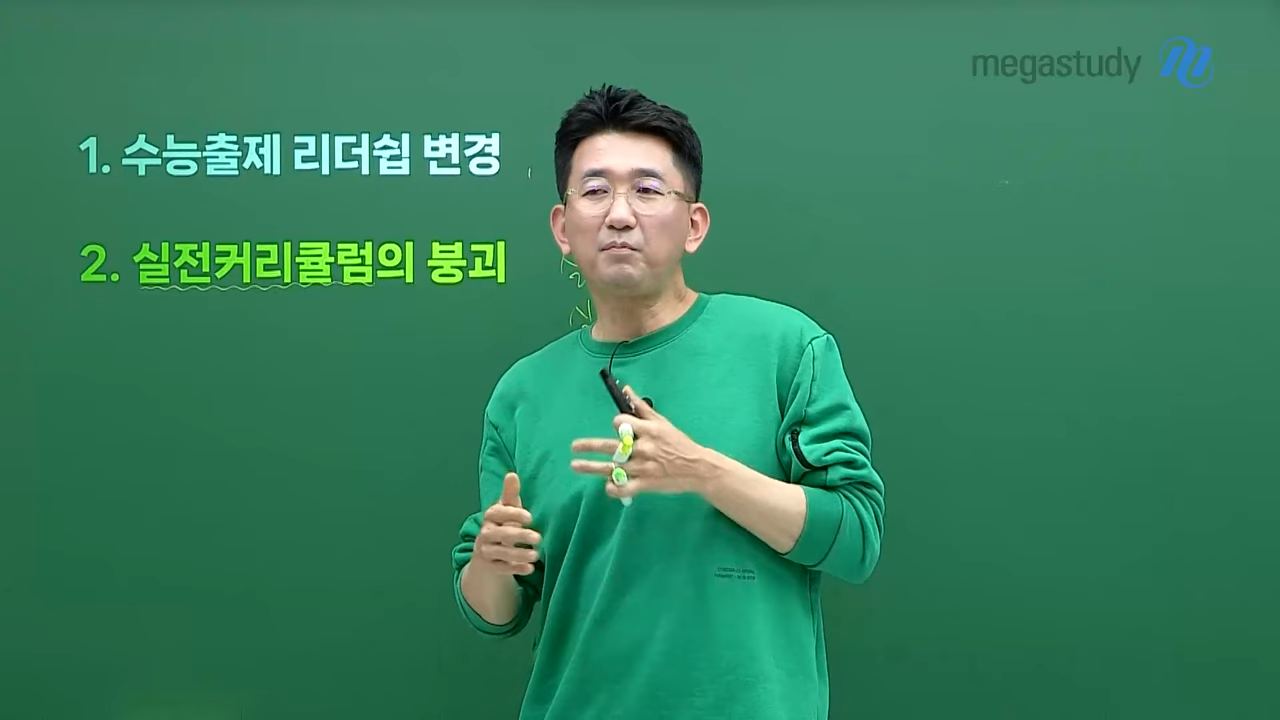 megastudy
1. 수능출제 리더쉽 변경
2. 실전커리큘럼의 붕괴